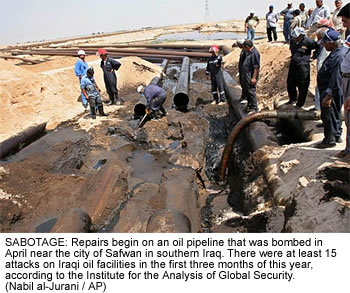 SABOTAGE: Repairs begin on an oil pipeline that was bombed in
April near the city of Safwan in southern Iraq. There were at least 15
attacks on Iraqi oil facilities in the first three months of this year,
according to the Institute for the Analysis of Global Security.
(Nabil al-Jurani / AP)